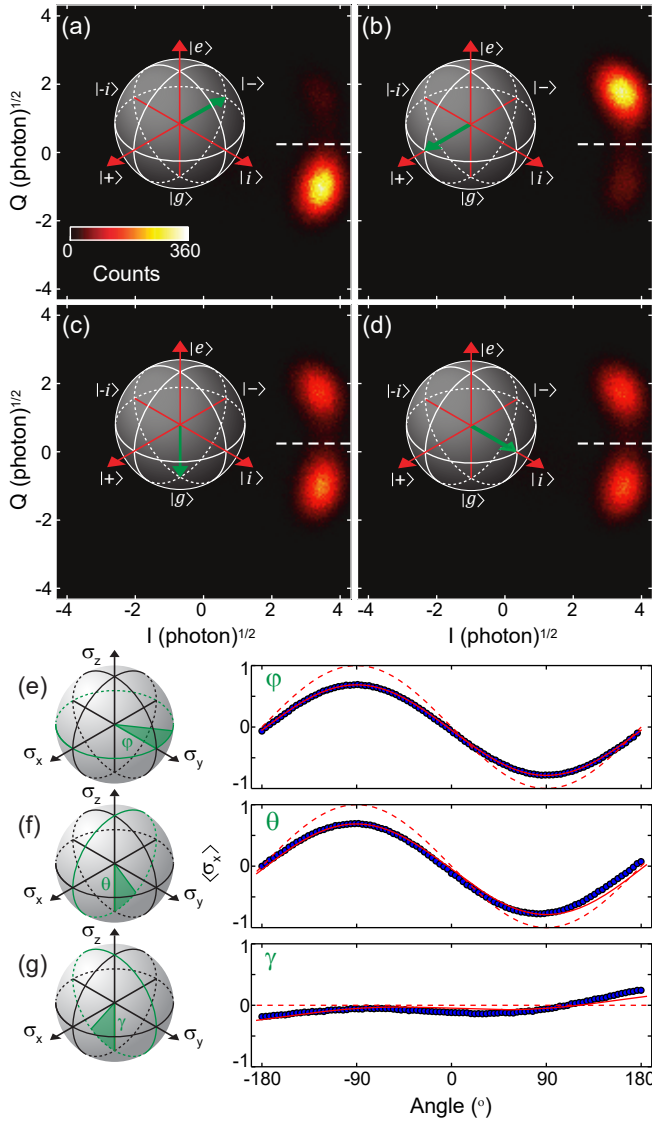 (a)
|e⟩
|-i⟩
|−⟩
|+⟩
|i⟩
|g⟩
0
360
Counts
(b)
|e⟩
|-i⟩
|−⟩
|+⟩
|i⟩
|g⟩
4
2
0
-2
-4
Q (photon)1/2
(c)
|e⟩
|-i⟩
|−⟩
|+⟩
|i⟩
|g⟩
(d)
|e⟩
|-i⟩
|−⟩
|+⟩
|i⟩
|g⟩
4
2
0
-2
-4
Q (photon)1/2
-4
-2
0
2
4
-4
-2
0
2
4
I (photon)1/2
I (photon)1/2
(e)
σz
σx
σy
φ
1
0
-1
φ
(f)
σz
σx
σy
θ
⟨σx⟩
1
0
-1
θ
(g)
σz
σx
σy
γ
1
0
-1
γ
-180
-90
0
90
180
Angle (o)